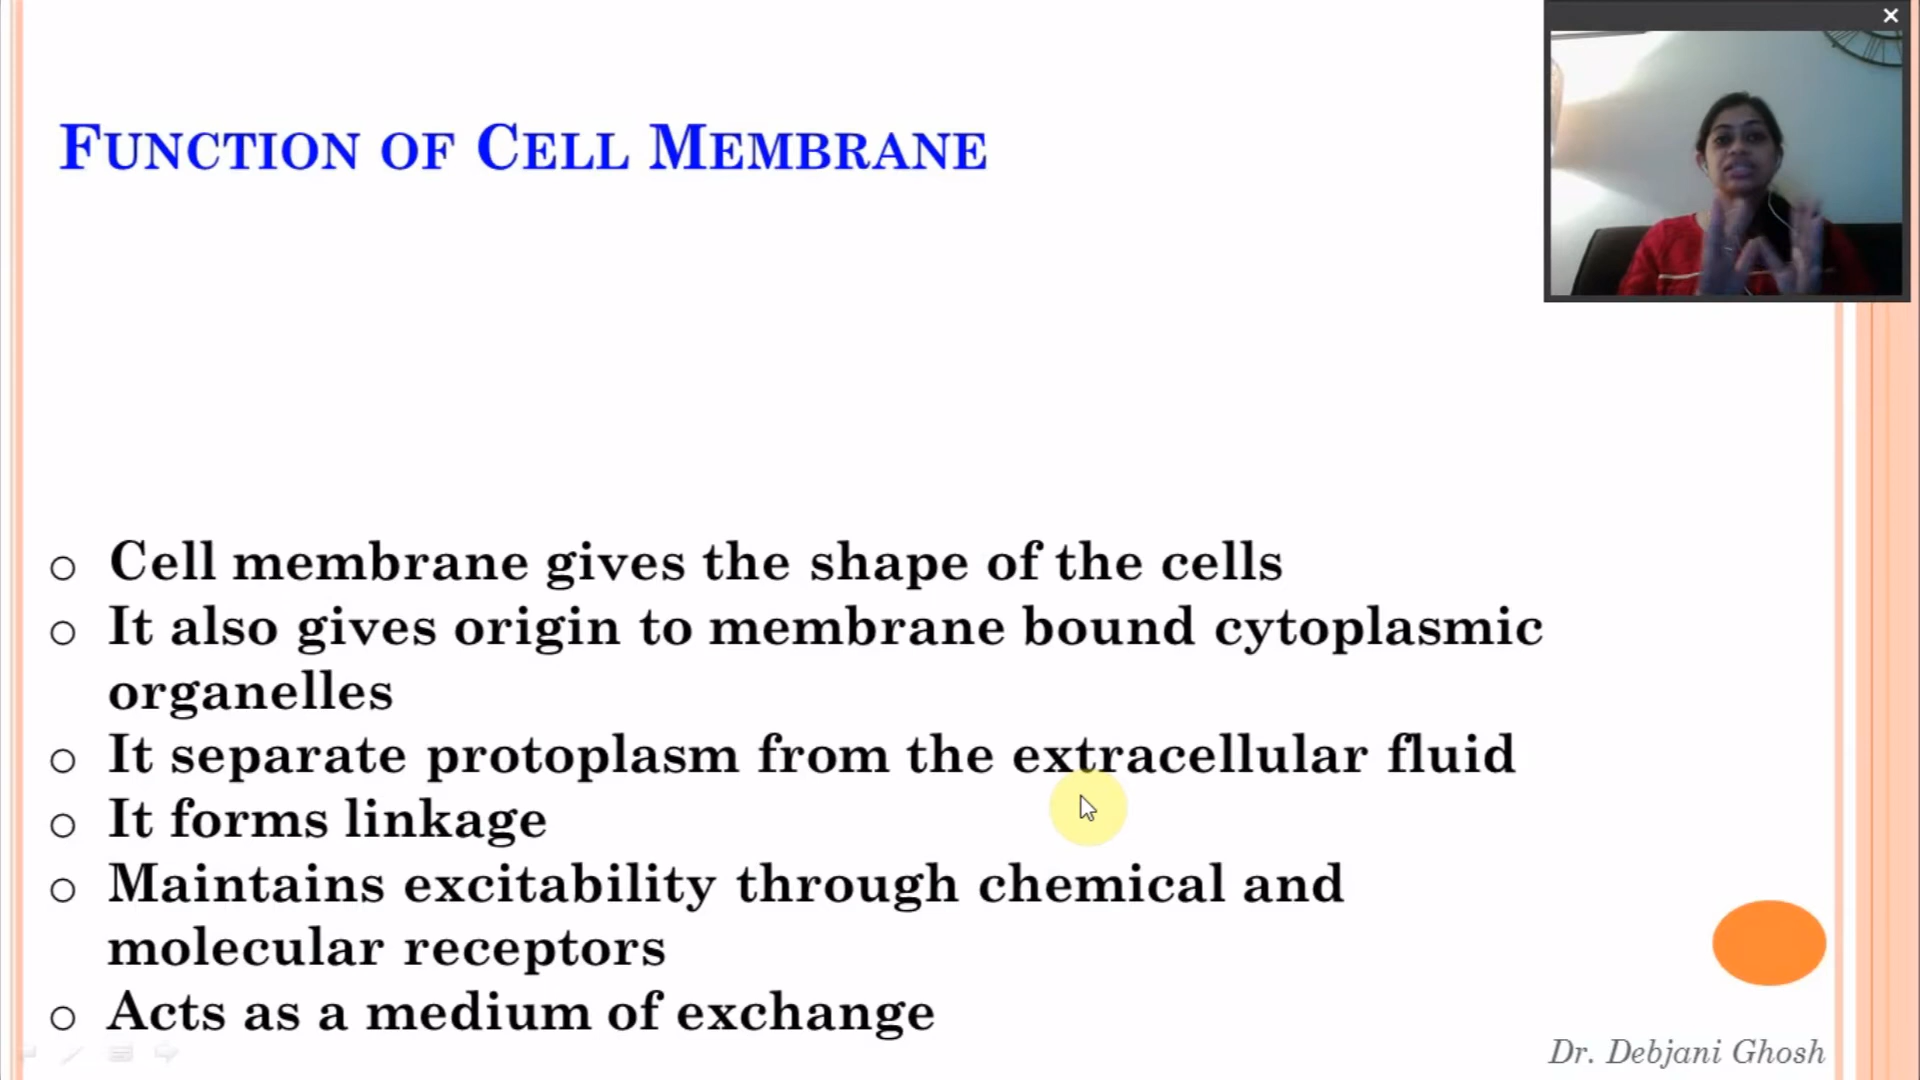 Function of Cell Membrane
Cell membrane gives the shape of the cells
It also gives origin to membrane bound cytoplasmic
organelles
It separate protoplasm from the extracellular fluid
It forms linkage
Maintains excitability through chemical and
molecular receptors
Acts as a medium of exchange
Dr. Debjani Ghosh